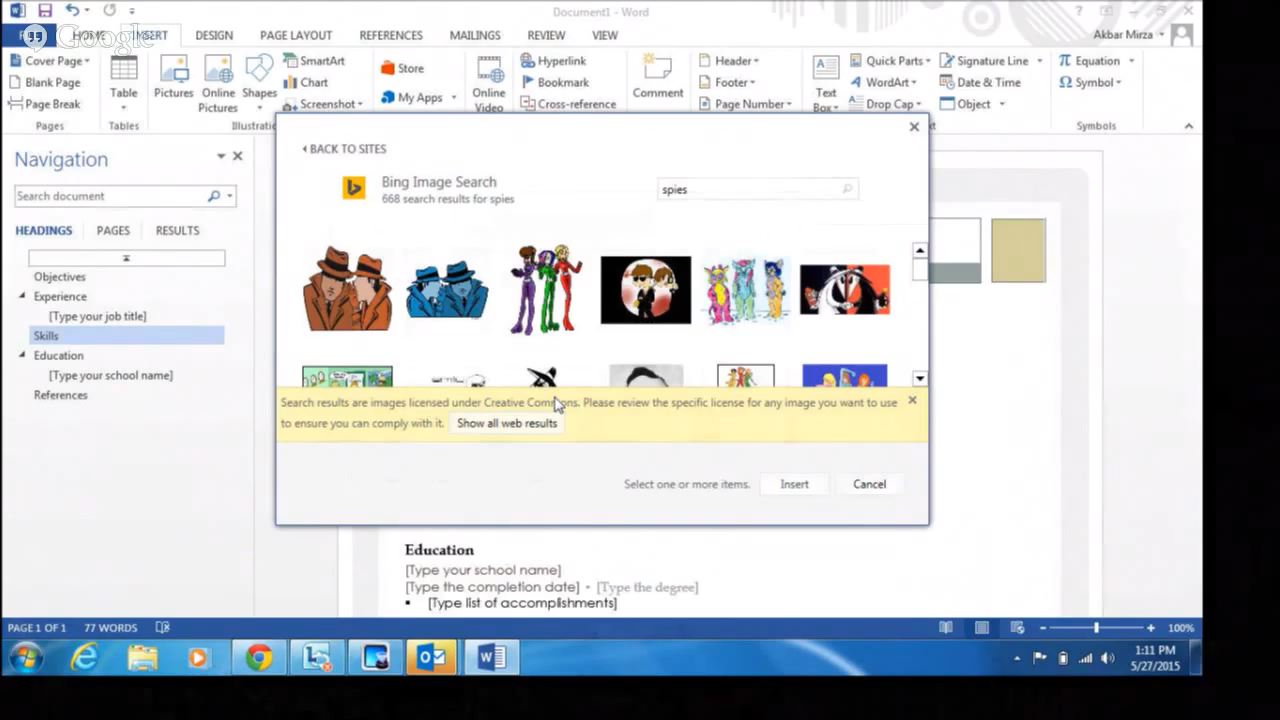 Document1 - Word
Google
HOME
INSERT
DESIGN
PAGE LAYOUT
REFERENCES
MAILINGS
REVIEW
VIEW
Akbar Mirza
Cover Page
Blank Page
Page Break
Pages
Table
Tables
Pictures
Online
Pictures
Shapes
SmartArt
Chart
Screenshot
Store
My Apps
Online
Video
Hyperlink
Bookmark
Cross-reference
Comment
Header
Footer
Page Number
Text
Box
Quick Parts
WordArt
Drop Cap
Signature Line
Date & Time
Object
Equation
Symbol
Symbols
Navigation
Search document
HEADINGS
PAGES
RESULTS
Objectives
Experience
[Type your job title]
Skills
Education
[Type your school name]
References
BACK TO SITES
Bing Image Search
668 search results for spies
spies
Search results are images licensed under Creative Commons. Please review the specific license for any image you want to use
to ensure you can comply with it.
Show all web results
Select one or more items.
Insert
Cancel
Education
[Type your school name]
[Type the completion date] • [Type the degree]
[Type list of accomplishments]
PAGE 1 OF 1
77 WORDS
100%
1:11 PM
5/27/2015